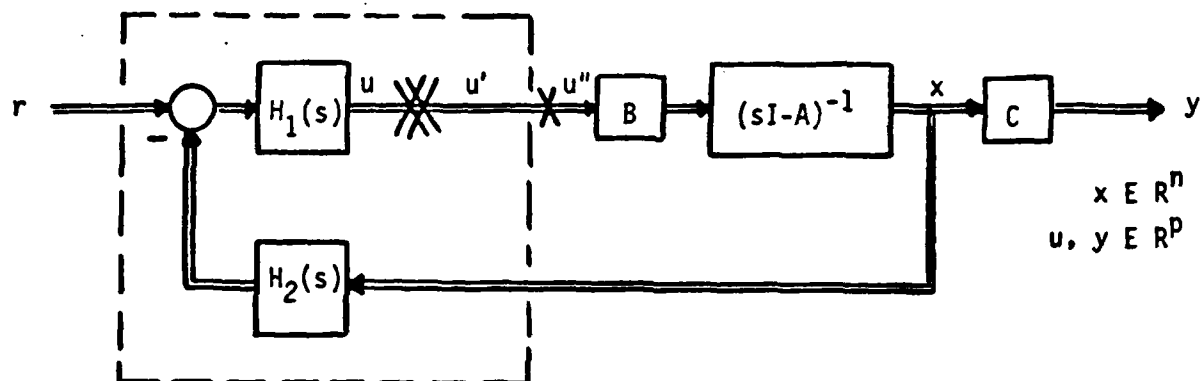 r
-
H₁(s)
u
u'
u"
B
(sI-A)⁻¹
x
C
y
x E Rⁿ
u, y E Rᵖ
H₂(s)